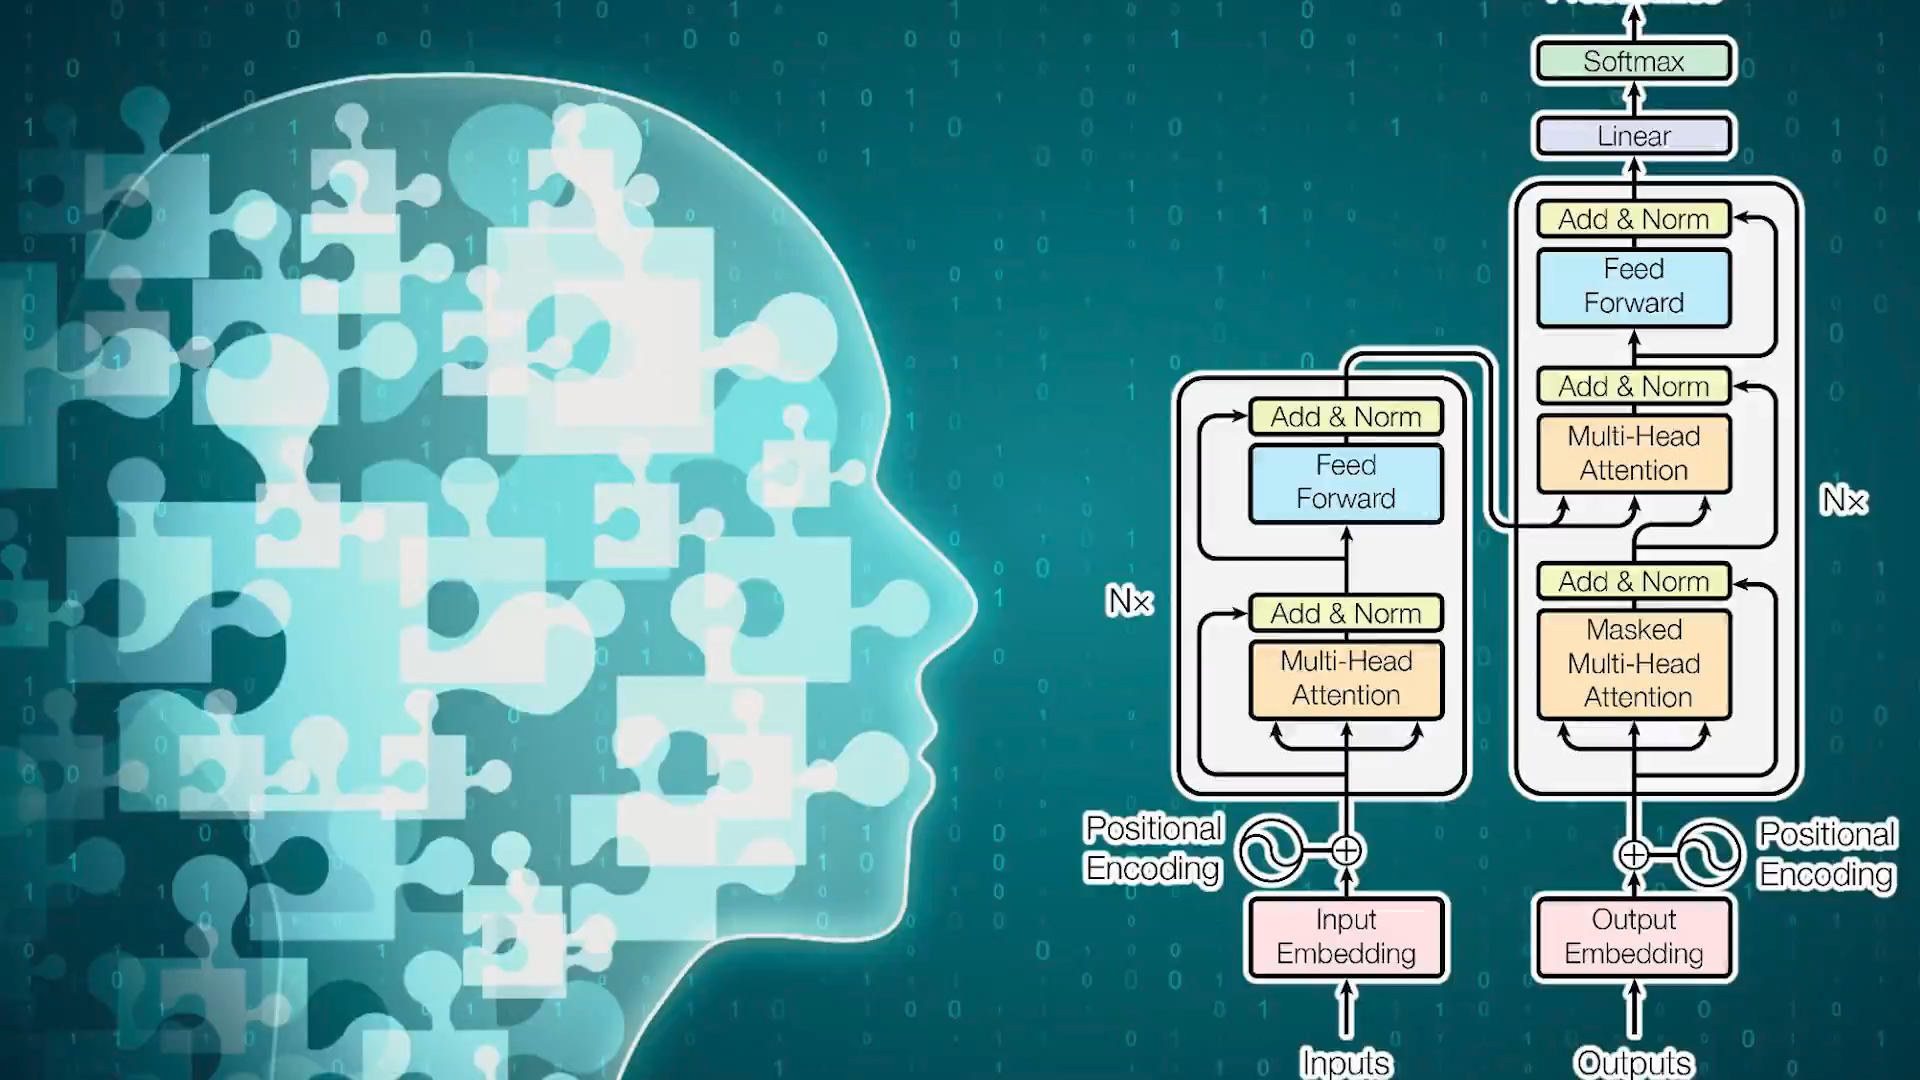 Softmax
Linear
Add & Norm
Feed
Forward
Add & Norm
Multi-Head
Attention
Nx
Add & Norm
Masked
Multi-Head
Attention
Add & Norm
Feed
Forward
Nx
Add & Norm
Multi-Head
Attention
Positional
Encoding
Positional
Encoding
Input
Embedding
Output
Embedding
Inputs
Outputs